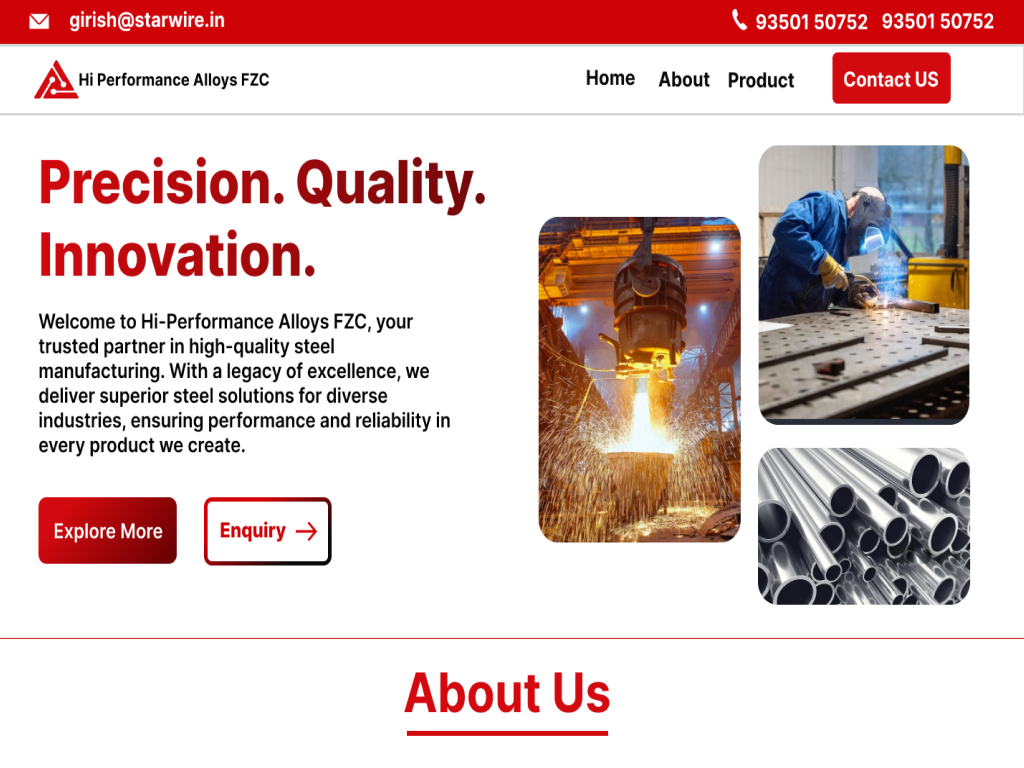 girish@starwire.in
93501 50752 93501 50752
Hi Performance Alloys FZC
Home About Product Contact US
Precision. Quality.
Innovation.
Welcome to Hi-Performance Alloys FZC, your
trusted partner in high-quality steel
manufacturing. With a legacy of excellence, we
deliver superior steel solutions for diverse
industries, ensuring performance and reliability in
every product we create.
Explore More
Enquiry →
About Us